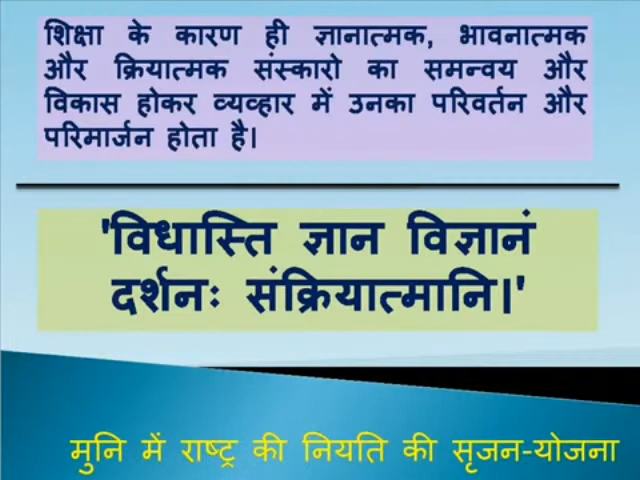 शिक्षा के कारण ही ज्ञानात्मक, भावनात्मक
और क्रियात्मक संस्कारो का समन्वय और
विकास होकर व्यव्हार में उनका परिवर्तन और
परिमार्जन होता है।
'विधास्ति ज्ञान विज्ञानं
दर्शनः संक्रियात्मानि।'
मुनि में राष्ट्र की नियति की सृजन-योजना